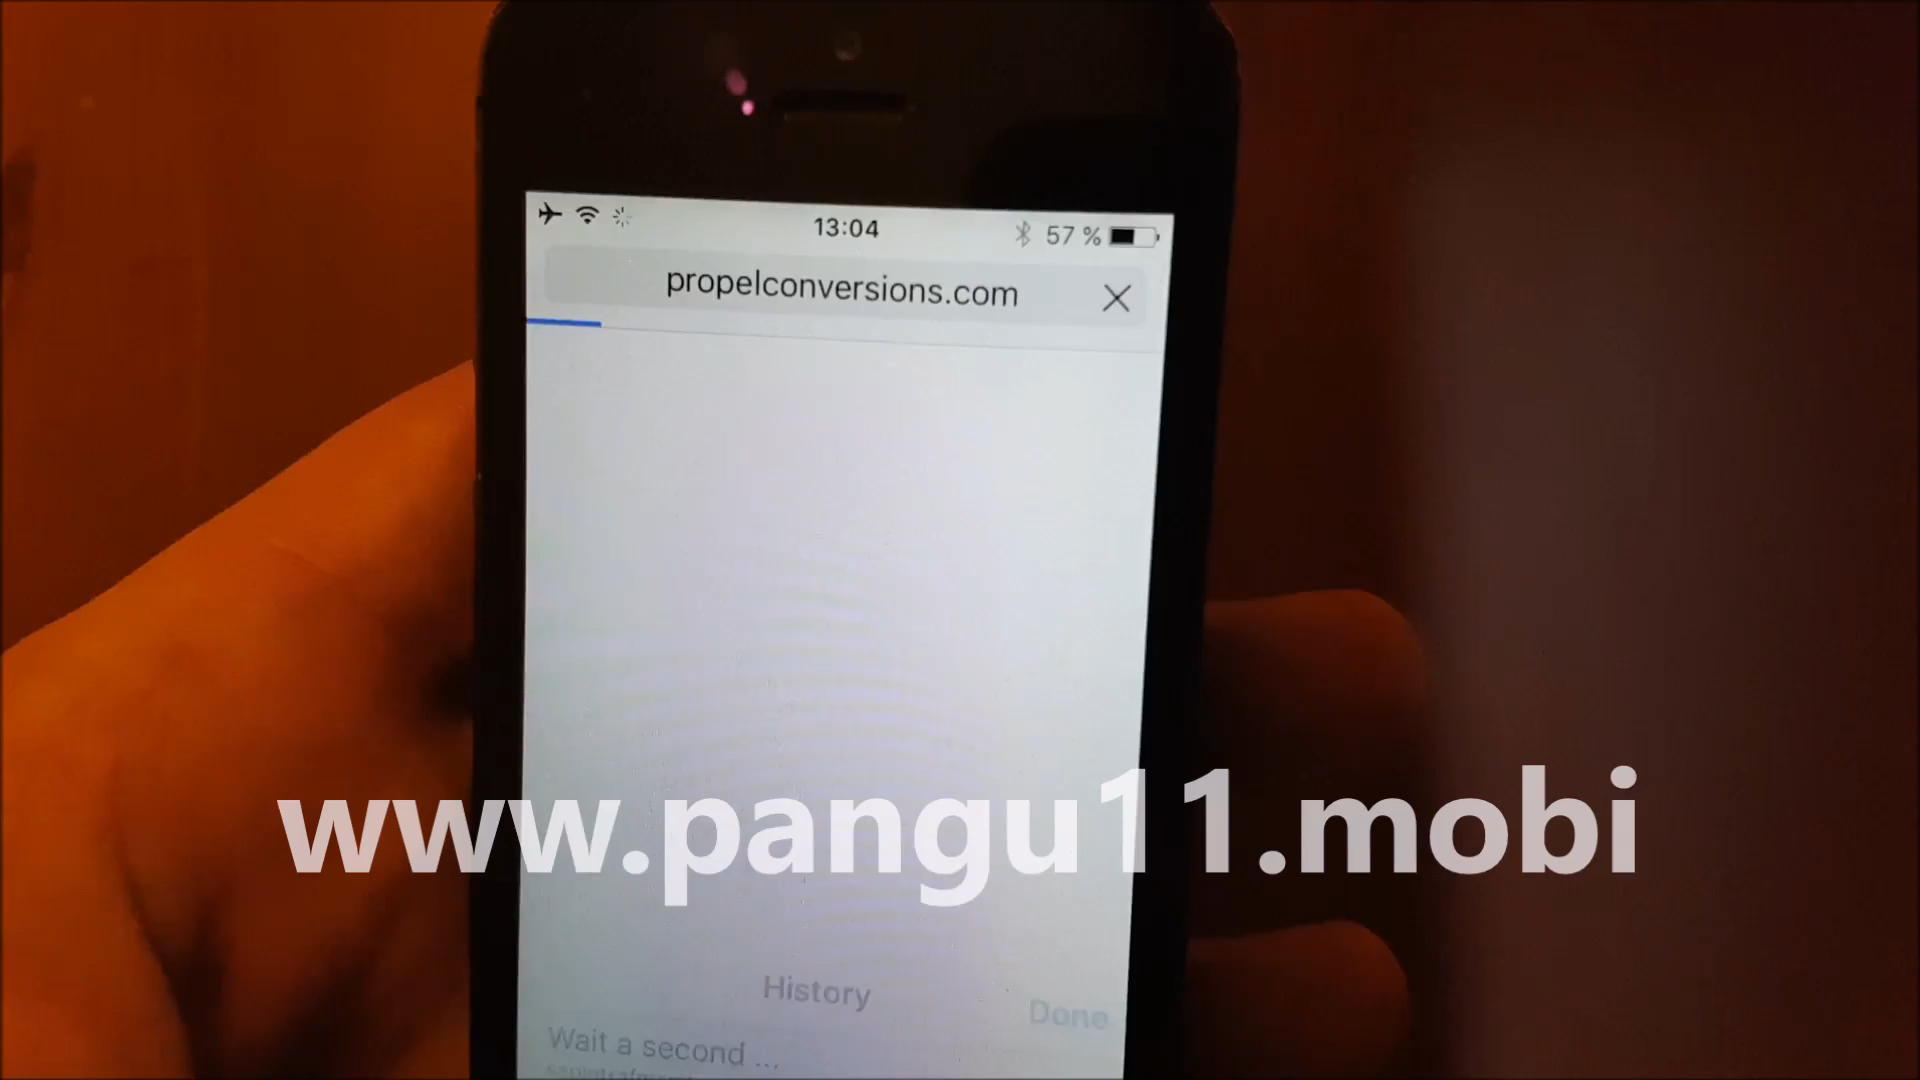 13:04
57 %
propelconversions.com
www.pangu11.mobi
History
Done
Wait a second ...